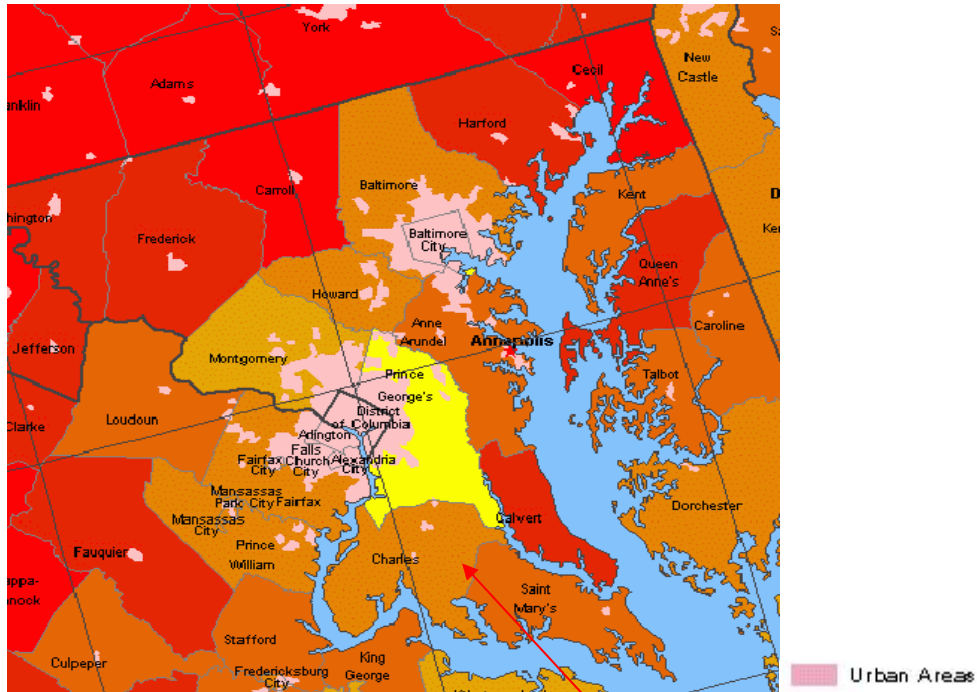 York
New
Castle
Cecil
Adams
Harford
Carroll
Baltimore
Kent
Frederick
Baltimore
City
Queen
Anne's
Howard
Anne
Arundel
Annapolis
Caroline
Jefferson
Montgomery
Prince
George's
Talbot
District
of Columbia
Clarke
Loudoun
Arlington
Falls
Church
City
Alexandria
City
Fairfax
City
Mansassas
Park City
Fairfax
Mansassas
City
Dorchester
Calvert
Fauquier
Prince
William
Charles
Saint
Mary's
Stafford
Culpeper
Fredericksburg
City
King
George
Urban Areas